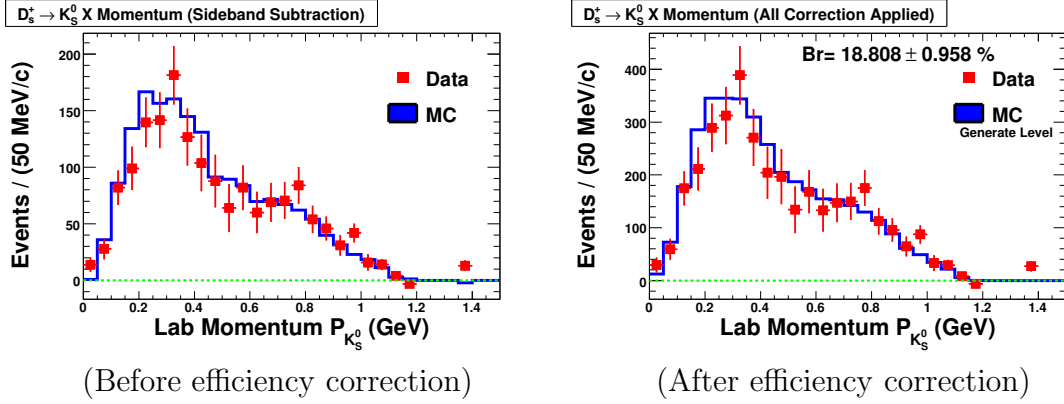 D_s^+ → K_S^0 X Momentum (Sideband Subtraction)
Events / (50 MeV/c)
200
150
100
50
0
Data
MC
0 0.2 0.4 0.6 0.8 1 1.2 1.4
Lab Momentum P_{K_S^0} (GeV)
(Before efficiency correction)
D_s^+ → K_S^0 X Momentum (All Correction Applied)
Br= 18.808 ± 0.958 %
Events / (50 MeV/c)
400
300
200
100
0
Data
MC
Generate Level
0 0.2 0.4 0.6 0.8 1 1.2 1.4
Lab Momentum P_{K_S^0} (GeV)
(After efficiency correction)